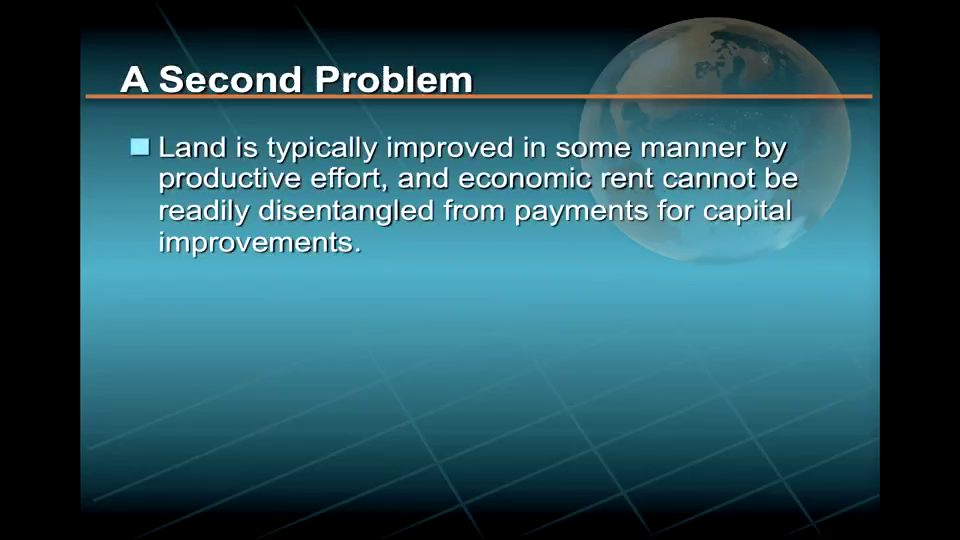 A Second Problem
Land is typically improved in some manner by
productive effort, and economic rent cannot be
readily disentangled from payments for capital
improvements.